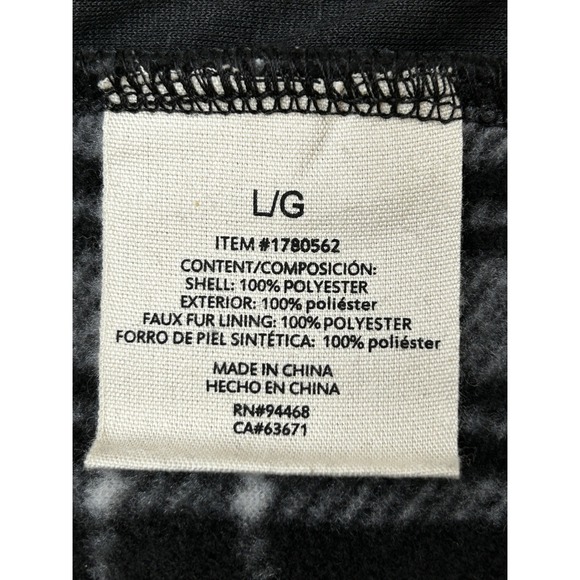 L/G
ITEM #1780562
CONTENT/COMPOSICIÓN:
SHELL: 100% POLYESTER
EXTERIOR: 100% poliéster
FAUX FUR LINING: 100% POLYESTER
FORRO DE PIEL SINTÉTICA: 100% poliéster
MADE IN CHINA
HECHO EN CHINA
RN#94468
CA#63671